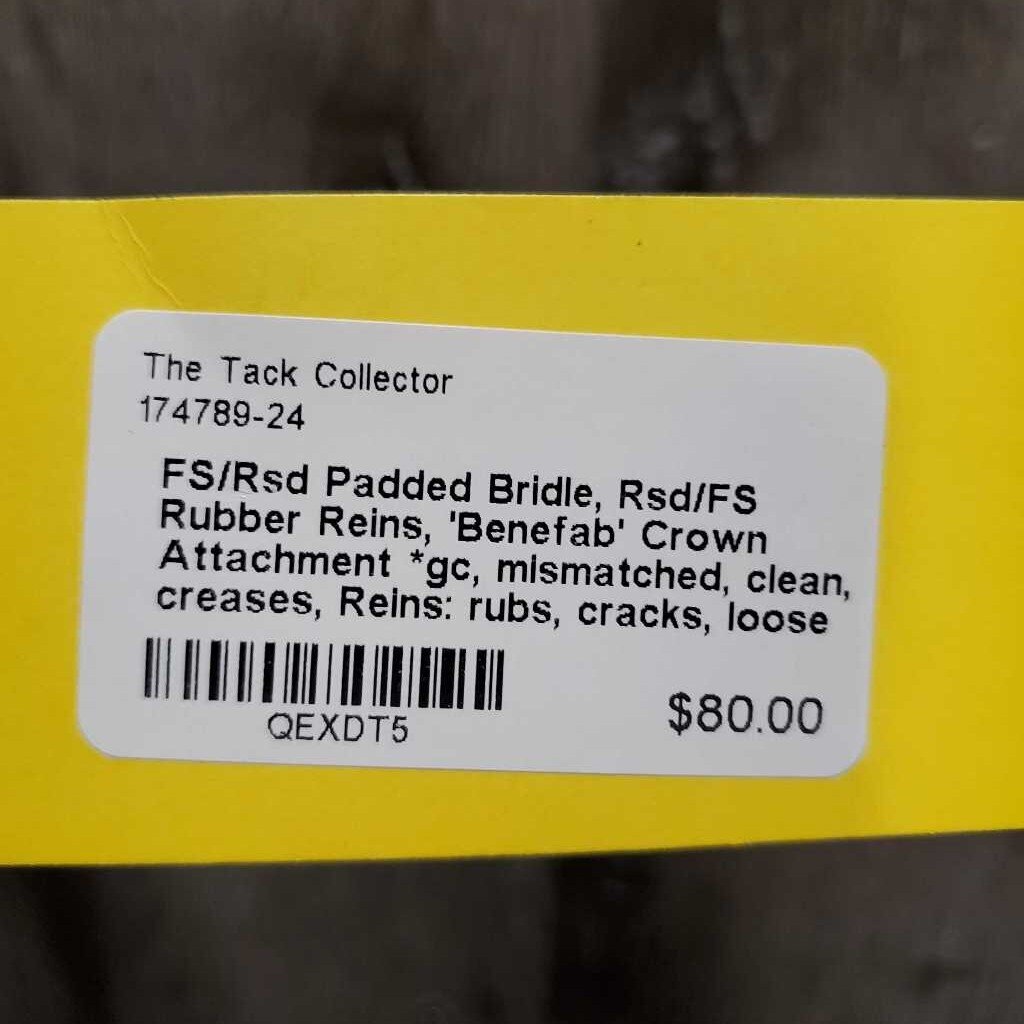 The Tack Collector
174789-24
FS/Rsd Padded Bridle, Rsd/FS
Rubber Reins, 'Benefab' Crown
Attachment *gc, mismatched, clean,
creases, Reins: rubs, cracks, loose
QEXDT5
$80.00